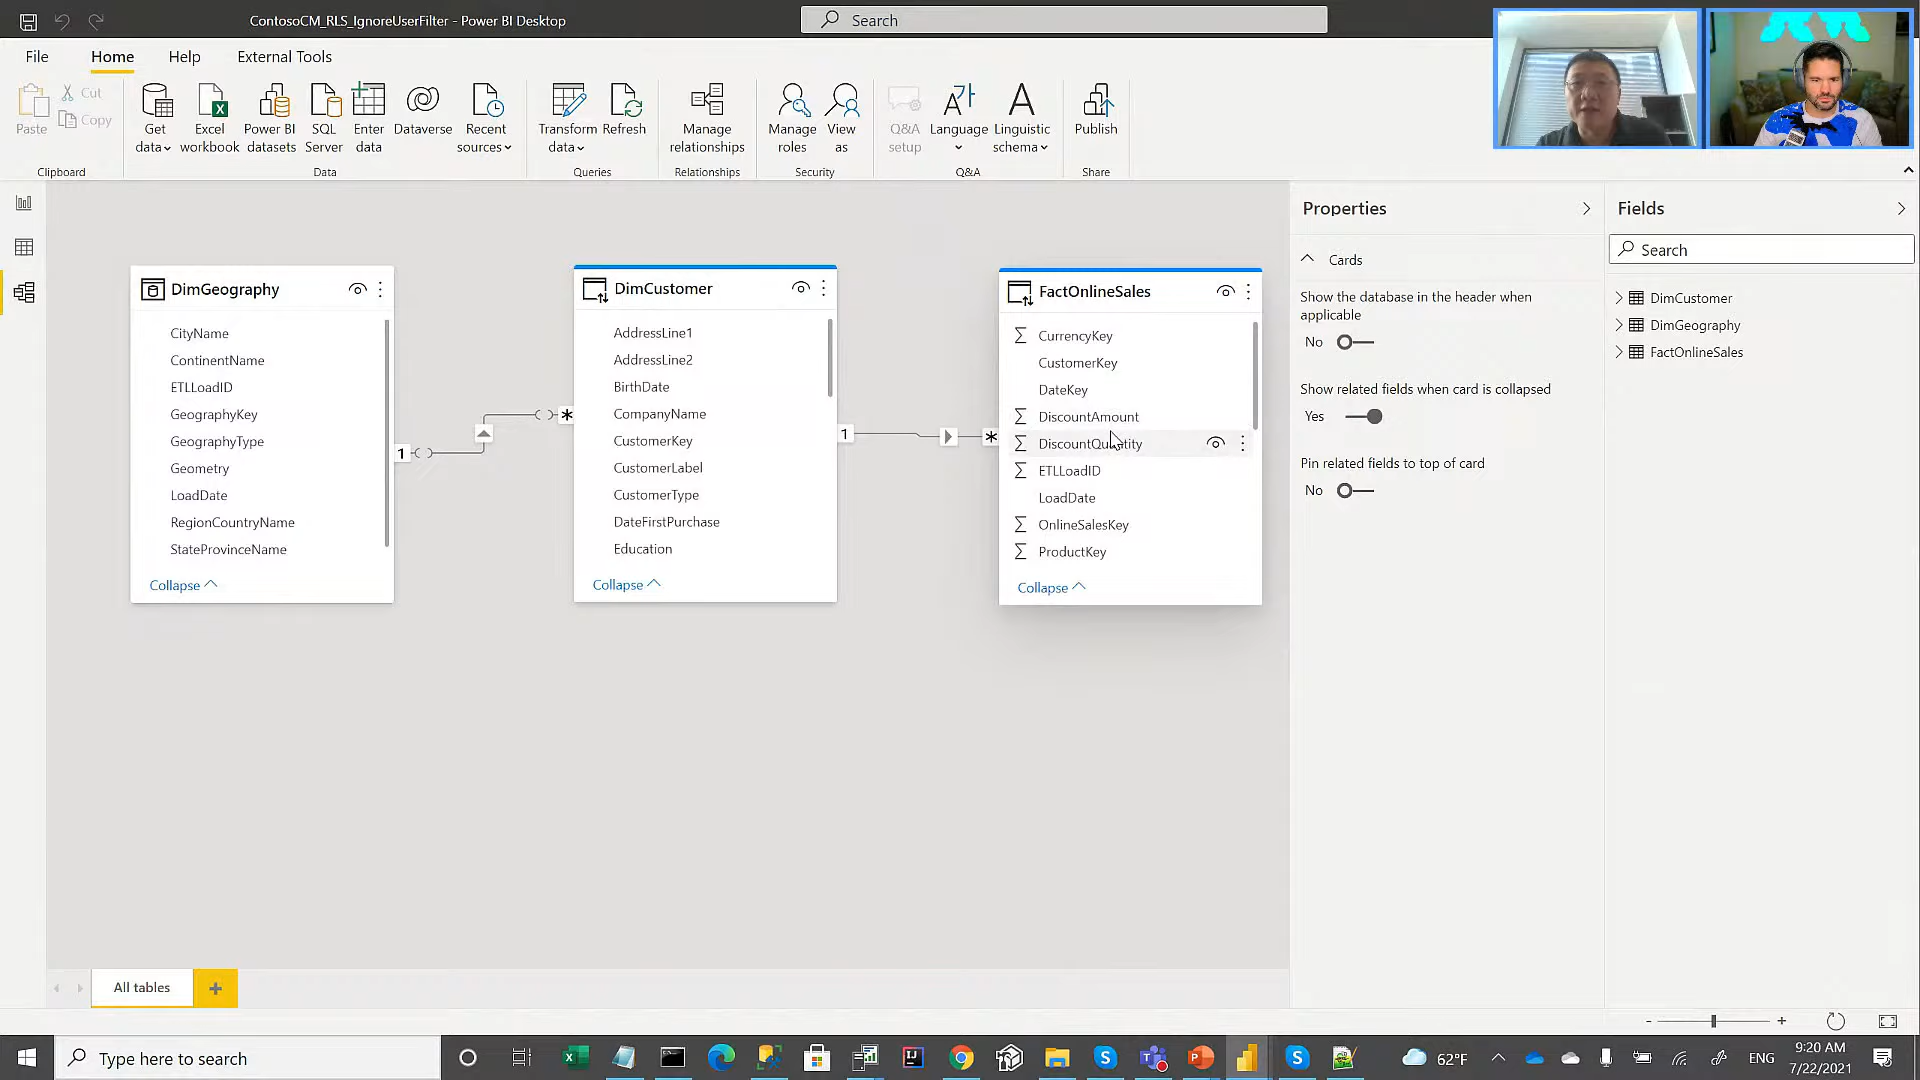 ContosoCM_RLS_IgnoreUserFilter - Power BI Desktop
Search
File
Home
Help
External Tools
Paste
Cut
Copy
Get data
Excel workbook
Power BI datasets
SQL Server
Enter data
Dataverse
Recent sources
Transform data
Refresh
Manage relationships
Manage roles
View as
Q&A setup
Language
Linguistic schema
Publish
Clipboard
Data
Queries
Relationships
Security
Q&A
Share
DimGeography
CityName
ContinentName
ETLLoadID
GeographyKey
GeographyType
Geometry
LoadDate
RegionCountryName
StateProvinceName
Collapse
1
*
DimCustomer
AddressLine1
AddressLine2
BirthDate
CompanyName
CustomerKey
CustomerLabel
CustomerType
DateFirstPurchase
Education
Collapse
1
*
FactOnlineSales
CurrencyKey
CustomerKey
DateKey
DiscountAmount
DiscountQuantity
ETLLoadID
LoadDate
OnlineSalesKey
ProductKey
Collapse
Properties
Cards
Show the database in the header when
applicable
No
Show related fields when card is collapsed
Yes
Pin related fields to top of card
No
Fields
Search
DimCustomer
DimGeography
FactOnlineSales
All tables
+
- +
Type here to search
62°F
ENG
9:20 AM
7/22/2021